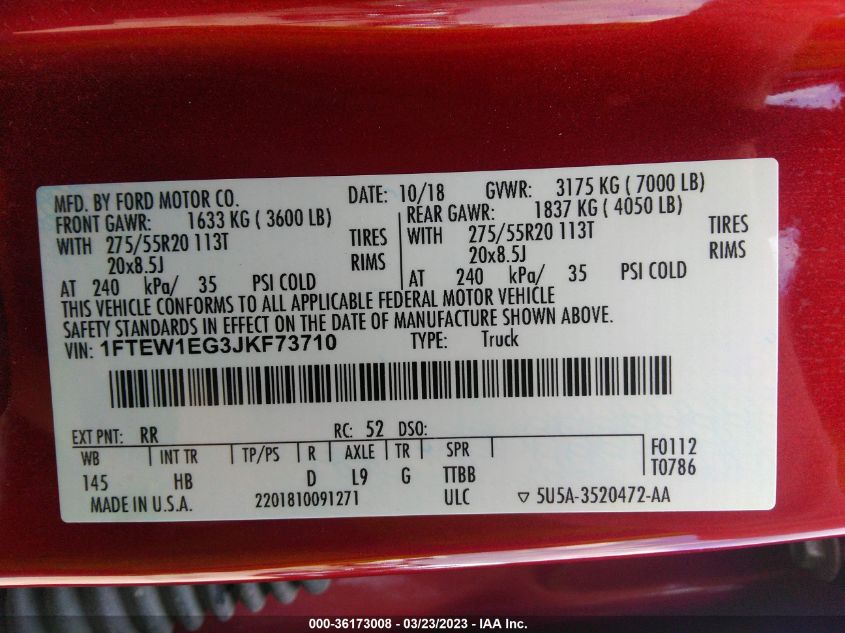 MFD. BY FORD MOTOR CO. DATE: 10/18 GVWR: 3175 KG ( 7000 LB)
FRONT GAWR: 1633 KG ( 3600 LB) REAR GAWR: 1837 KG ( 4050 LB)
WITH 275/55R20 113T TIRES WITH 275/55R20 113T TIRES
20x8.5J RIMS 20x8.5J RIMS
AT 240 kPa/ 35 PSI COLD AT 240 kPa/ 35 PSI COLD
THIS VEHICLE CONFORMS TO ALL APPLICABLE FEDERAL MOTOR VEHICLE
SAFETY STANDARDS IN EFFECT ON THE DATE OF MANUFACTURE SHOWN ABOVE.
VIN: 1FTEW1EG3JKF73710 TYPE: Truck
EXT PNT: RR RC: 52 DSO:
WB INT TR TP/PS R AXLE TR SPR F0112
145 HB D L9 G TTBB T0786
MADE IN U.S.A. 2201810091271 ULC ▽ 5U5A-3520472-AA
000-36173008 - 03/23/2023 - IAA Inc.